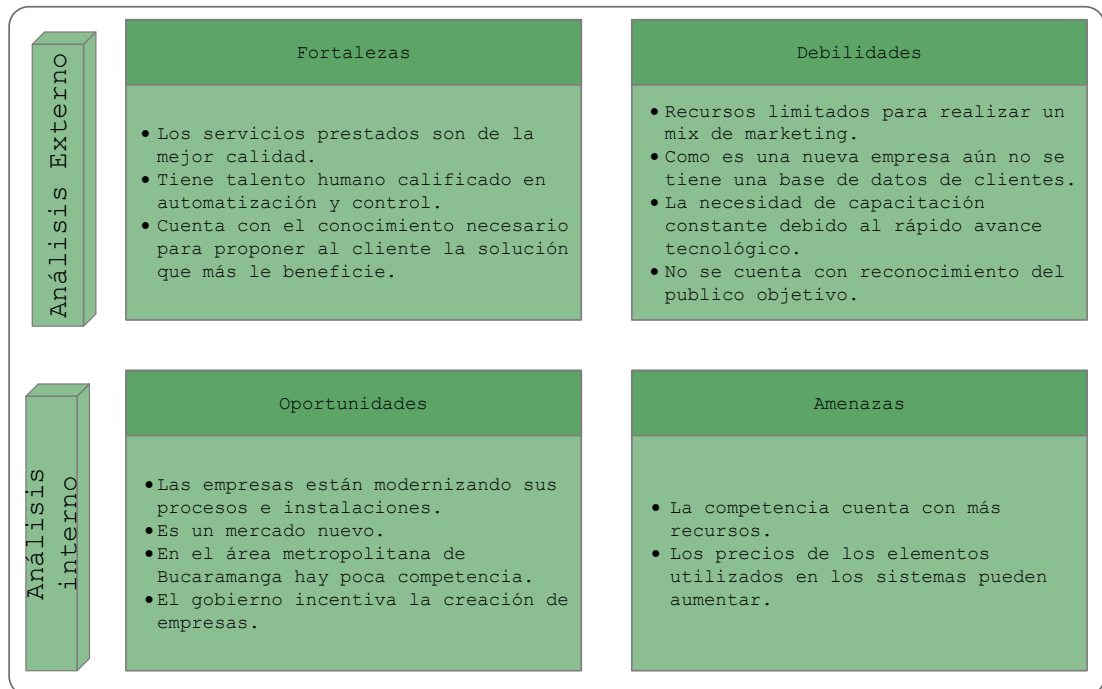 Análisis Externo
Fortalezas
• Los servicios prestados son de la
mejor calidad.
• Tiene talento humano calificado en
automatización y control.
• Cuenta con el conocimiento necesario
para proponer al cliente la solución
que más le beneficie.
Debilidades
• Recursos limitados para realizar un
mix de marketing.
• Como es una nueva empresa aún no se
tiene una base de datos de clientes.
• La necesidad de capacitación
constante debido al rápido avance
tecnológico.
• No se cuenta con reconocimiento del
publico objetivo.
Análisis
interno
Oportunidades
• Las empresas están modernizando sus
procesos e instalaciones.
• Es un mercado nuevo.
• En el área metropolitana de
Bucaramanga hay poca competencia.
• El gobierno incentiva la creación de
empresas.
Amenazas
• La competencia cuenta con más
recursos.
• Los precios de los elementos
utilizados en los sistemas pueden
aumentar.